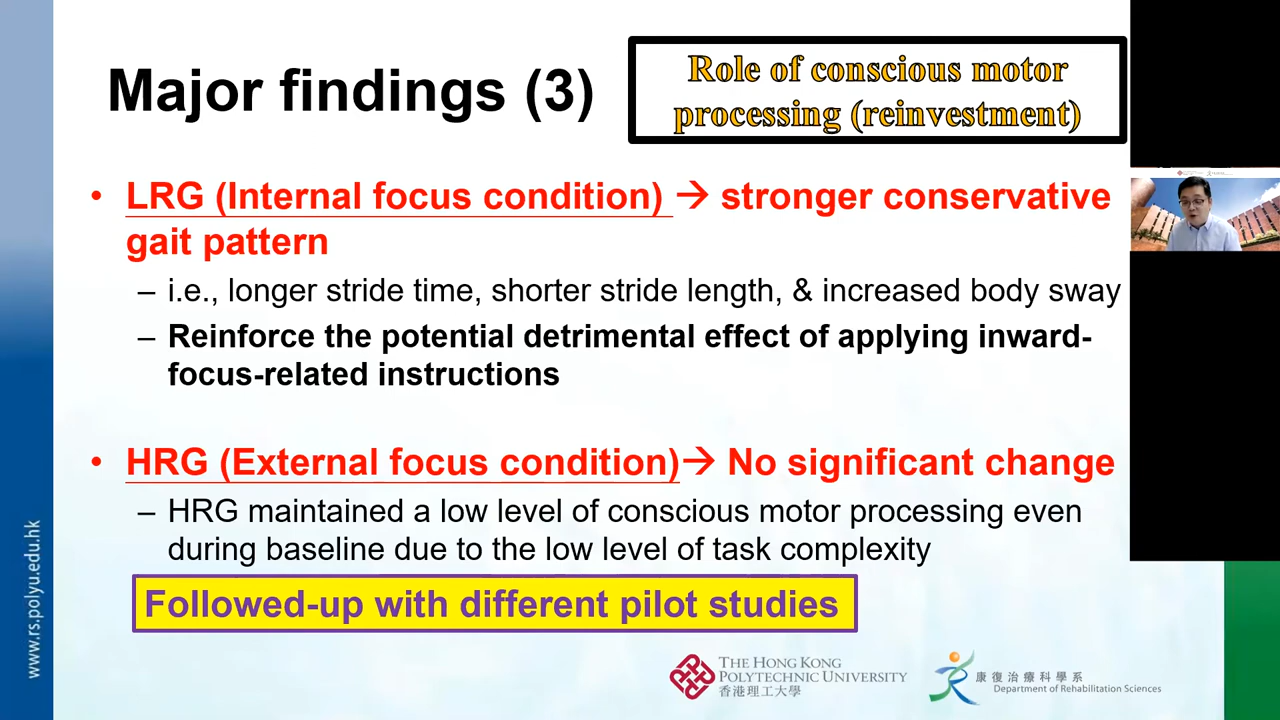 Major findings (3)
Role of conscious motor
processing (reinvestment)
• LRG (Internal focus condition) → stronger conservative
gait pattern
– i.e., longer stride time, shorter stride length, & increased body sway
– Reinforce the potential detrimental effect of applying inward-
focus-related instructions
• HRG (External focus condition)→ No significant change
– HRG maintained a low level of conscious motor processing even
during baseline due to the low level of task complexity
Followed-up with different pilot studies
www.rs.polyu.edu.hk
THE HONG KONG
POLYTECHNIC UNIVERSITY
香港理工大學
康復治療科學系
Department of Rehabilitation Sciences